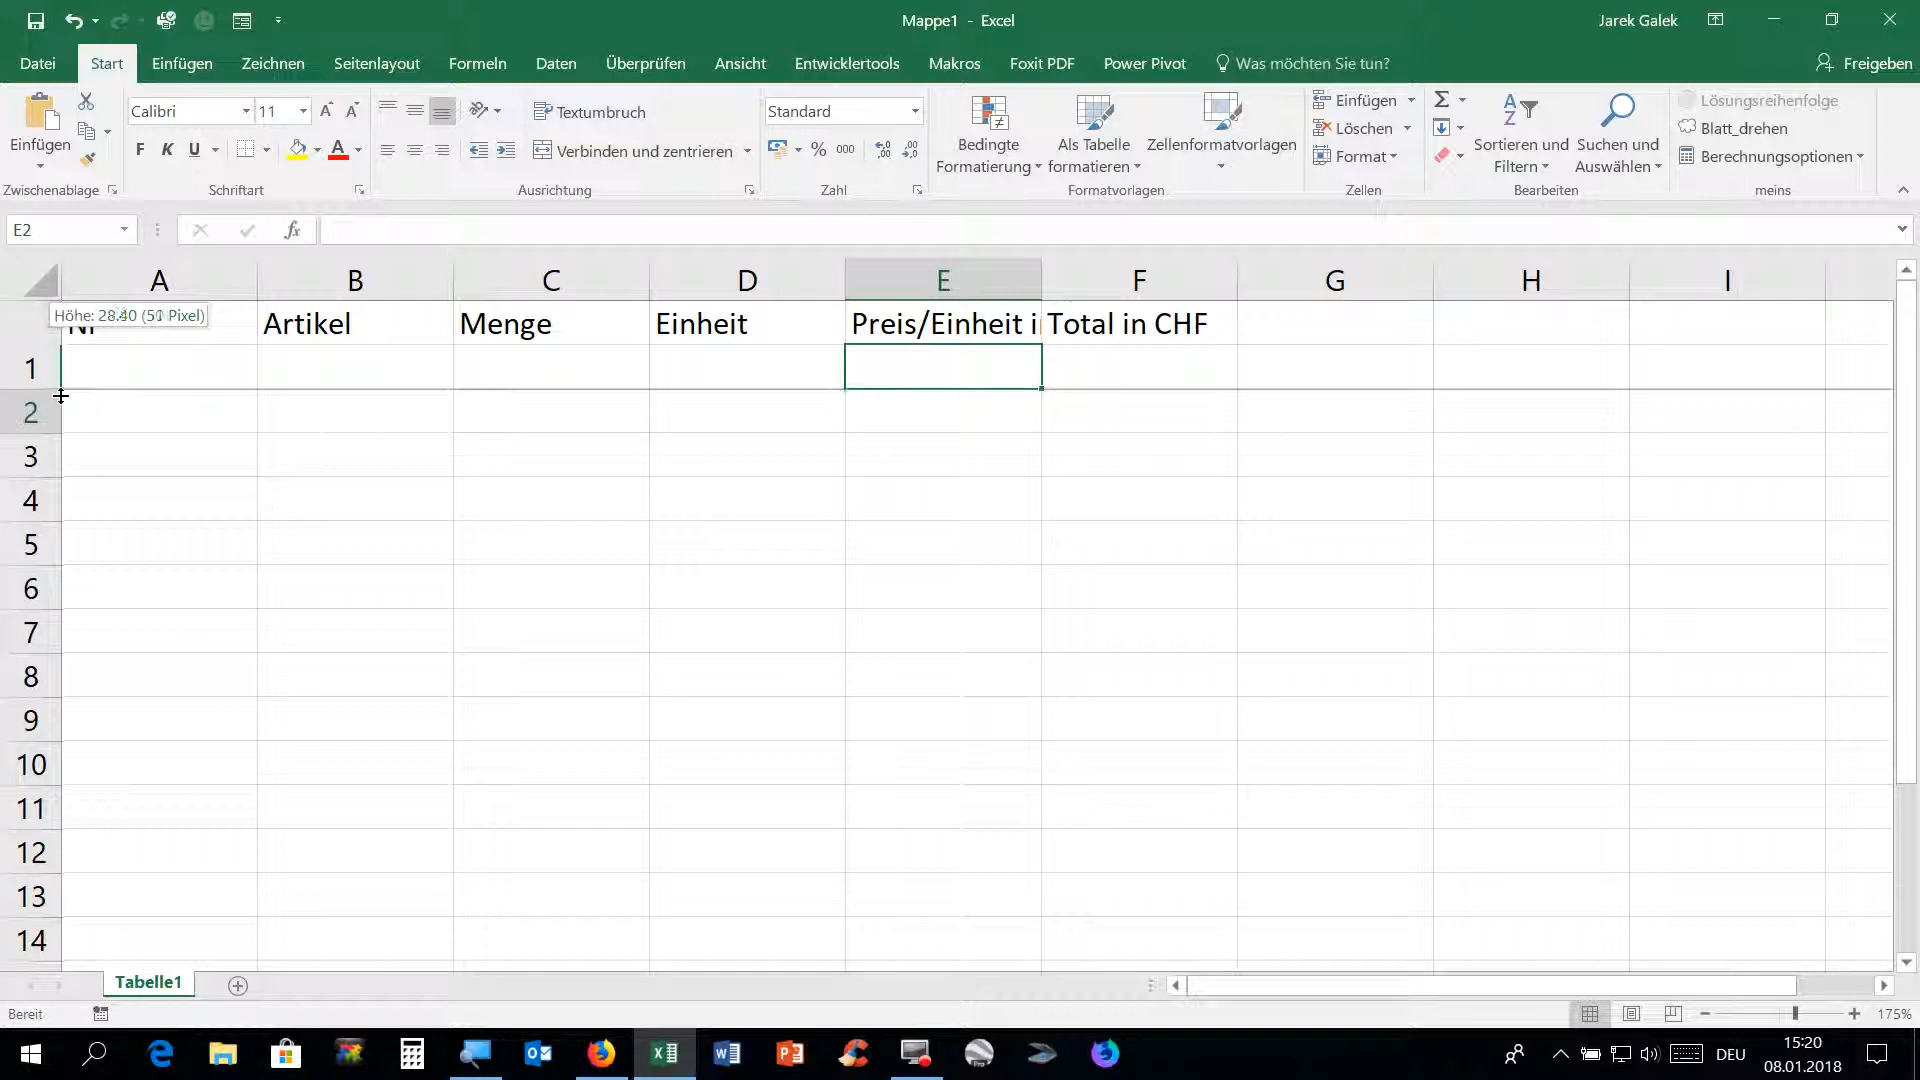 Mappe1 - Excel
Jarek Galek
Datei Start Einfügen Zeichnen Seitenlayout Formeln Daten Überprüfen Ansicht Entwicklertools Makros Foxit PDF Power Pivot Was möchten Sie tun? Freigeben
Einfügen
Zwischenablage
Calibri 11
F K U
Schriftart
Textumbruch
Verbinden und zentrieren
Ausrichtung
Standard
% 000
Zahl
Bedingte Formatierung
Als Tabelle formatieren
Zellenformatvorlagen
Formatvorlagen
Einfügen
Löschen
Format
Zellen
Sortieren und Filtern
Suchen und Auswählen
Bearbeiten
Lösungsreihenfolge
Blatt_drehen
Berechnungsoptionen
meins
E2
fx
A B C D E F G H I
Höhe: 28.40 (51 Pixel)
Artikel Menge Einheit Preis/Einheit i Total in CHF
1
2
3
4
5
6
7
8
9
10
11
12
13
14
Tabelle1
Bereit
175%
DEU
15:20
08.01.2018